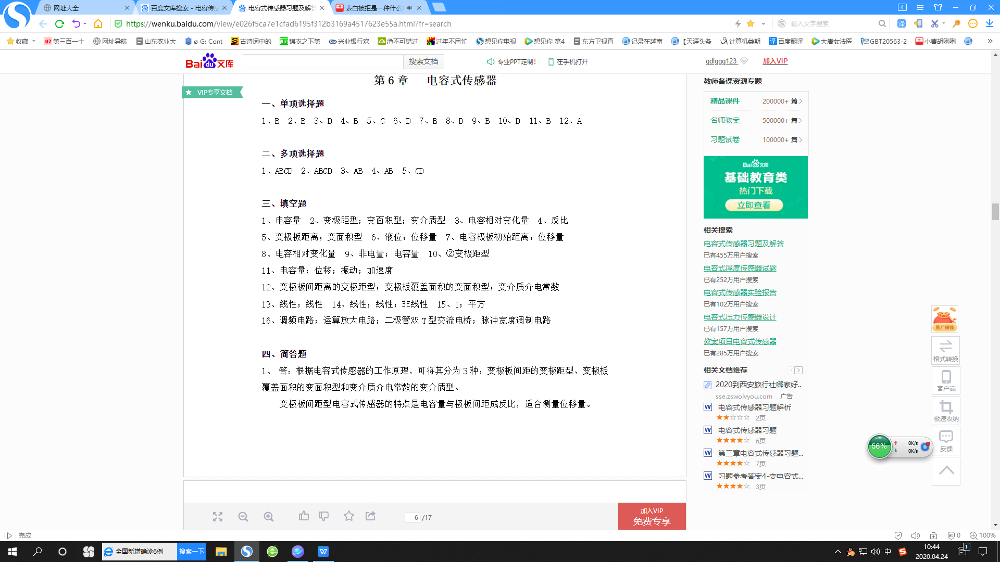 网址大全
百度文库搜索 - 电容传感
电容式传感器习题及解答
表白被拒是一种什么
4
https://wenku.baidu.com/view/e026f5ca7e1cfad6195f312b3169a4517623e55a.html?fr=search
输入文字搜索
收藏 第三百一十 网址导航 山东农业大 ø G: Cont 古诗词中的 锦衣之下第 兴业银行欢 绝不可错过 过年不用忙 想见你电视 想见你 第4 东方卫视直 记录在越南 【天涯头条 计算机类期 百度翻译 大唐女法医 GBT20563-2 小曹胡咧咧
Baidu文库
搜索文档
专业PPT定制!
在手机打开
gdlggg123
加入VIP
VIP专享文档
第 6 章 电容式传感器
一、单项选择题
1、B 2、B 3、D 4、B 5、C 6、D 7、B 8、D 9、B 10、D 11、B 12、A
二、多项选择题
1、ABCD 2、ABCD 3、AB 4、AB 5、CD
三、填空题
1、电容量 2、变极距型；变面积型；变介质型 3、电容相对变化量 4、反比
5、变极板距离；变面积型 6、液位；位移量 7、电容极板初始距离；位移量
8、电容相对变化量 9、非电量；电容量 10、②变极距型
11、电容量；位移；振动；加速度
12、变极板间距离的变极距型；变极板覆盖面积的变面积型；变介质介电常数
13、线性；线性 14、线性；线性；非线性 15、1；平方
16、调频电路；运算放大电路；二极管双 T 型交流电桥；脉冲宽度调制电路
四、简答题
1、 答：根据电容式传感器的工作原理，可将其分为 3 种：变极板间距的变极距型、变极板
覆盖面积的变面积型和变介质介电常数的变介质型。
变极板间距型电容式传感器的特点是电容量与极板间距成反比，适合测量位移量。
教师备课资源专题
精品课件 200000+ 篇
名师教案 500000+ 篇
习题试卷 100000+ 篇
Bai文库
基础教育类
热门下载
立即查看
相关搜索
电容式传感器习题及解答
已有455万用户搜索
电容式厚度传感器试题
已有252万用户搜索
电容式传感器实验报告
已有102万用户搜索
电容式压力传感器设计
已有157万用户搜索
教案项目电容式传感器
已有285万用户搜索
相关文档推荐
2020到西安旅行社哪家好..
sse.zswolvyou.com 广告
电容式传感器习题解析
2页
电容式传感器习题
6页
第三章电容式传感器习题...
7页
习题参考答案4-变电容式...
3页
推广赚钱
格式转换
客户端
极速收纳
反馈
56%
0K/s
0K/s
6 /17
加入VIP
免费专享
完成
0
100%
全国新增确诊6例
搜索一下
中
10:44
2020.04.24
1